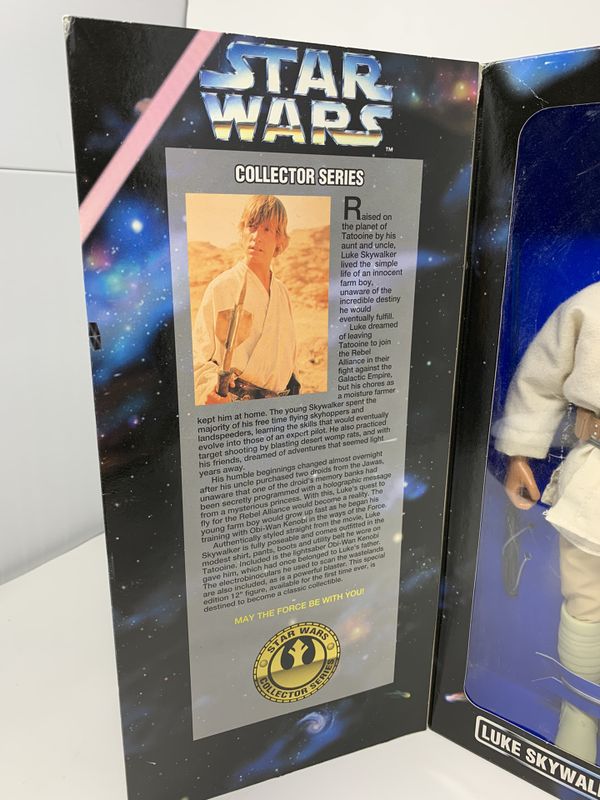 STAR
WARS
TM
COLLECTOR SERIES
Raised on
the planet of
Tatooine by his
aunt and uncle,
Luke Skywalker
lived the simple
life of an innocent
farm boy,
unaware of the
incredible destiny
he would
eventually fulfill.
Luke dreamed
of leaving
Tatooine to join
the Rebel
Alliance in their
fight against the
Galactic Empire,
but his chores as
a moisture farmer
kept him at home. The young Skywalker spent the
majority of his free time flying skyhoppers and
landspeeders, learning the skills that would eventually
evolve into those of an expert pilot. He also practiced
target shooting by blasting desert womp rats, and with
his friends, dreamed of adventures that seemed light
years away.
His humble beginnings changed almost overnight
after his uncle purchased two droids from the Jawas,
unaware that one of the droid's memory banks had
been secretly programmed with a holographic message
from a mysterious princess. With this, Luke's quest to
fly for the Rebel Alliance would become a reality. The
young farm boy would grow up fast as he began his
training with Obi-Wan Kenobi in the ways of the Force.
Authentically styled straight from the movie, Luke
Skywalker is fully poseable and comes outfitted in the
modest shirt, pants, boots and utility belt he wore on
Tatooine. Included is the lightsaber Obi-Wan Kenobi
gave him, which had once belonged to Luke's father.
The electrobinoculars he used to scan the wastelands
are also included, as is a powerful blaster. This special
edition 12" figure, available for the first time ever, is
destined to become a classic collectible.
MAY THE FORCE BE WITH YOU!
STAR WARS
COLLECTOR SERIES
LUKE SKYWAL